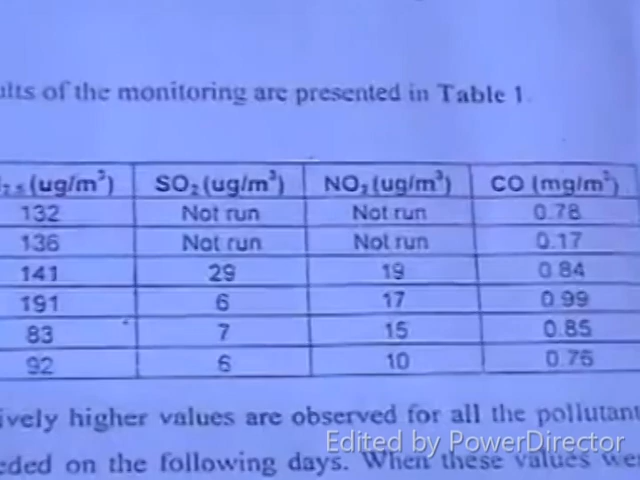 ults of the monitoring are presented in Table 1.
2.5 (ug/m³) SO₂ (ug/m³) NO₂ (ug/m³) CO (mg/m³)
132 Not run Not run 0.78
136 Not run Not run 0.17
141 29 19 0.84
191 6 17 0.99
83 7 15 0.85
92 6 10 0.76
ively higher values are observed for all the pollutant
eded on the following days. When these values wer
Edited by PowerDirector